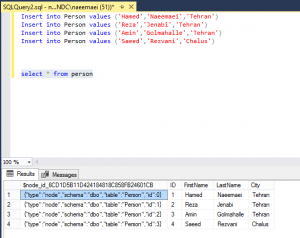 SQLQuery2.sql - n...NDC\naeemaei (51))*
Insert into Person values ('Hamed','Naeemaei','Tehran')
Insert into Person values ('Reza','Jenabi','Tehran')
Insert into Person values ('Amin','Golmahalle','Tehran')
Insert into Person values ('Saeed','Rezvami','Chalus')
select * from person
100 %
Results Messages
$node_id_6CD1D5B11D424184818C858FB24601CB ID FirstName LastName City
1 {"type":"node","schema":"dbo","table":"Person","id":0} 1 Hamed Naeemaei Tehran
2 {"type":"node","schema":"dbo","table":"Person","id":1} 2 Reza Jenabi Tehran
3 {"type":"node","schema":"dbo","table":"Person","id":2} 3 Amin Golmahalle Tehran
4 {"type":"node","schema":"dbo","table":"Person","id":3} 4 Saeed Rezvami Chalus